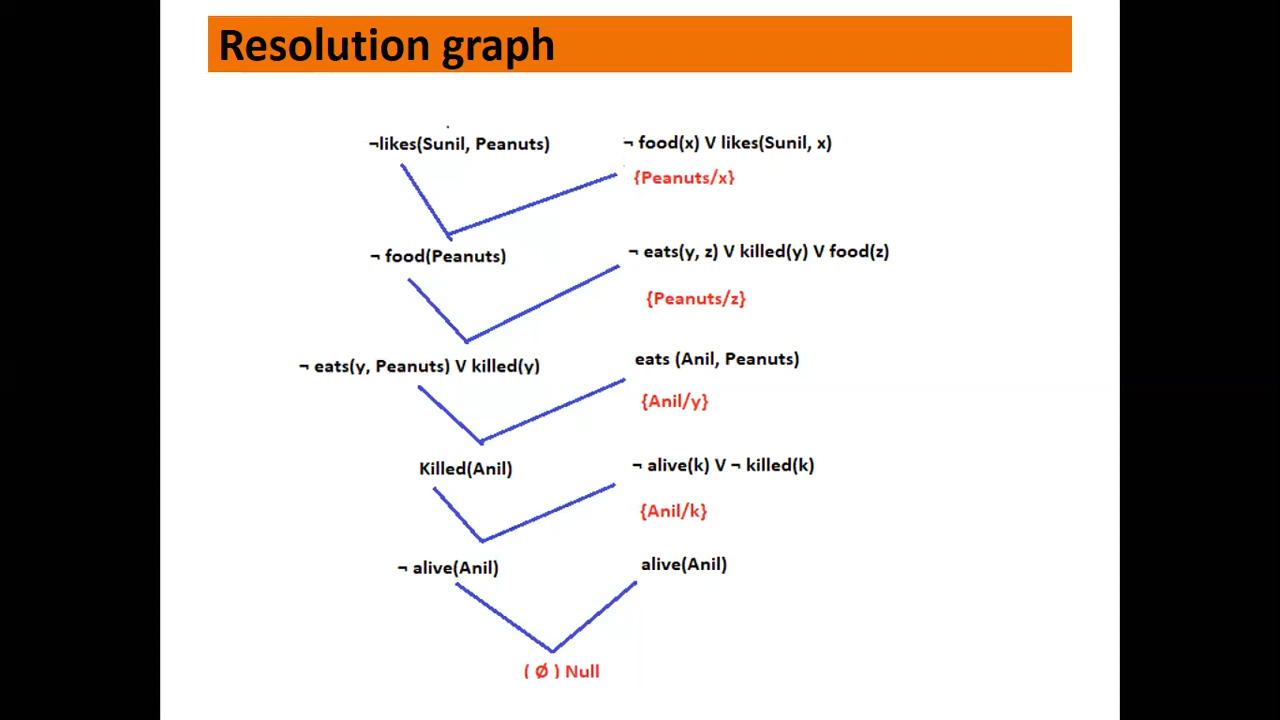 Resolution graph
¬likes(Sunil, Peanuts)
¬ food(x) V likes(Sunil, x)
{Peanuts/x}
¬ food(Peanuts)
¬ eats(y, z) V killed(y) V food(z)
{Peanuts/z}
¬ eats(y, Peanuts) V killed(y)
eats (Anil, Peanuts)
{Anil/y}
Killed(Anil)
¬ alive(k) V ¬ killed(k)
{Anil/k}
¬ alive(Anil)
alive(Anil)
( Ø ) Null